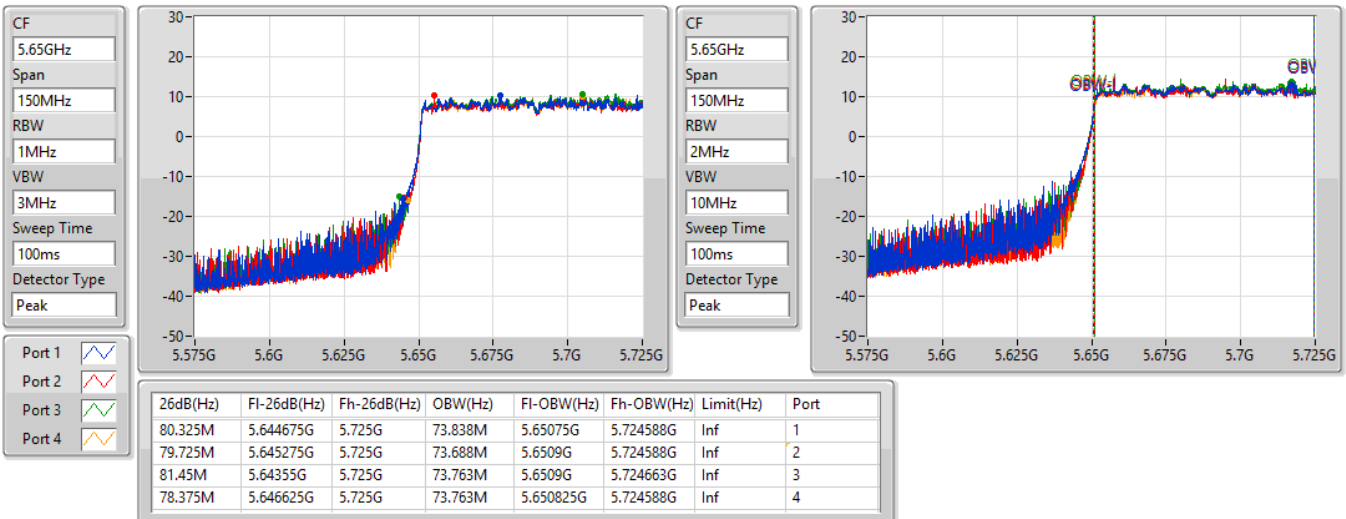 CF
5.65GHz
Span
150MHz
RBW
1MHz
VBW
3MHz
Sweep Time
100ms
Detector Type
Peak
Port 1
Port 2
Port 3
Port 4
30
20
10
0
-10
-20
-30
-40
-50
5.575G 5.6G 5.625G 5.65G 5.675G 5.7G 5.725G
CF
5.65GHz
Span
150MHz
RBW
2MHz
VBW
10MHz
Sweep Time
100ms
Detector Type
Peak
30
20
10
0
-10
-20
-30
-40
-50
OBW-L
OBW
5.575G 5.6G 5.625G 5.65G 5.675G 5.7G 5.725G
26dB(Hz) Fl-26dB(Hz) Fh-26dB(Hz) OBW(Hz) Fl-OBW(Hz) Fh-OBW(Hz) Limit(Hz) Port
80.325M 5.644675G 5.725G 73.838M 5.65075G 5.724588G Inf 1
79.725M 5.645275G 5.725G 73.688M 5.6509G 5.724588G Inf 2
81.45M 5.64355G 5.725G 73.763M 5.6509G 5.724663G Inf 3
78.375M 5.646625G 5.725G 73.763M 5.650825G 5.724588G Inf 4